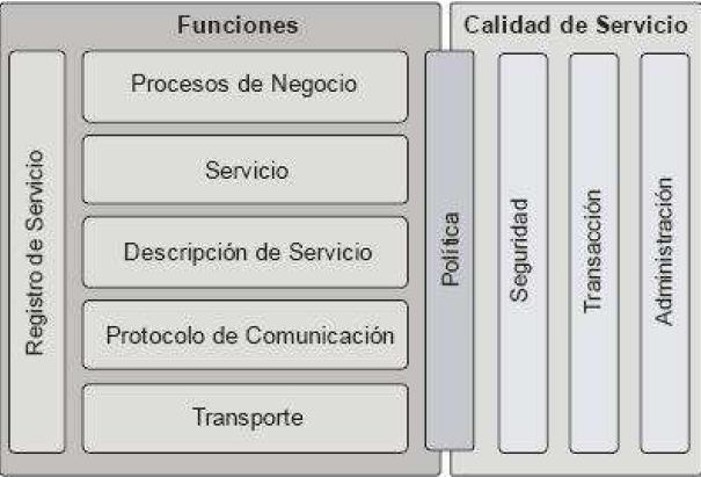 Funciones
Registro de Servicio
Procesos de Negocio
Servicio
Descripción de Servicio
Protocolo de Comunicación
Transporte
Política
Calidad de Servicio
Seguridad
Transacción
Administración